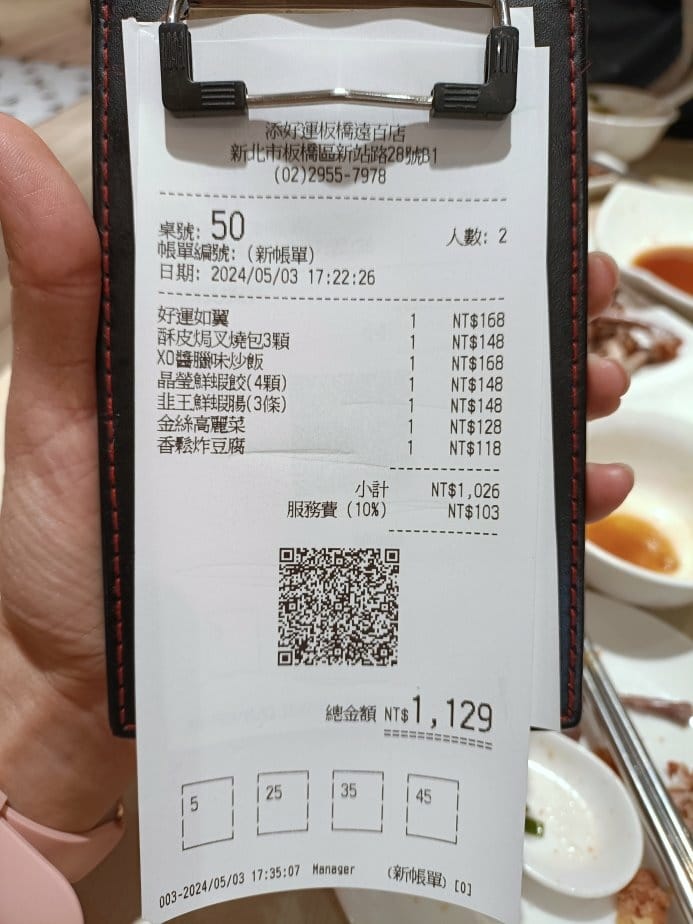 添好運板橋遠百店
新北市板橋區新站路28號B1
(02)2955-7978
桌號: 50 人數: 2
帳單編號: (新帳單)
日期: 2024/05/03 17:22:26
好運如翼 1 NT$168
酥皮焗叉燒包3顆 1 NT$148
XO醬臘味炒飯 1 NT$168
晶瑩鮮蝦餃(4顆) 1 NT$148
韭王鮮蝦腸(3條) 1 NT$148
金絲高麗菜 1 NT$128
香鬆炸豆腐 1 NT$118
小計 NT$1,026
服務費 (10%) NT$103
總金額 NT$1,129
5 25 35 45
003-2024/05/03 17:35:07 Manager (新帳單) [0]